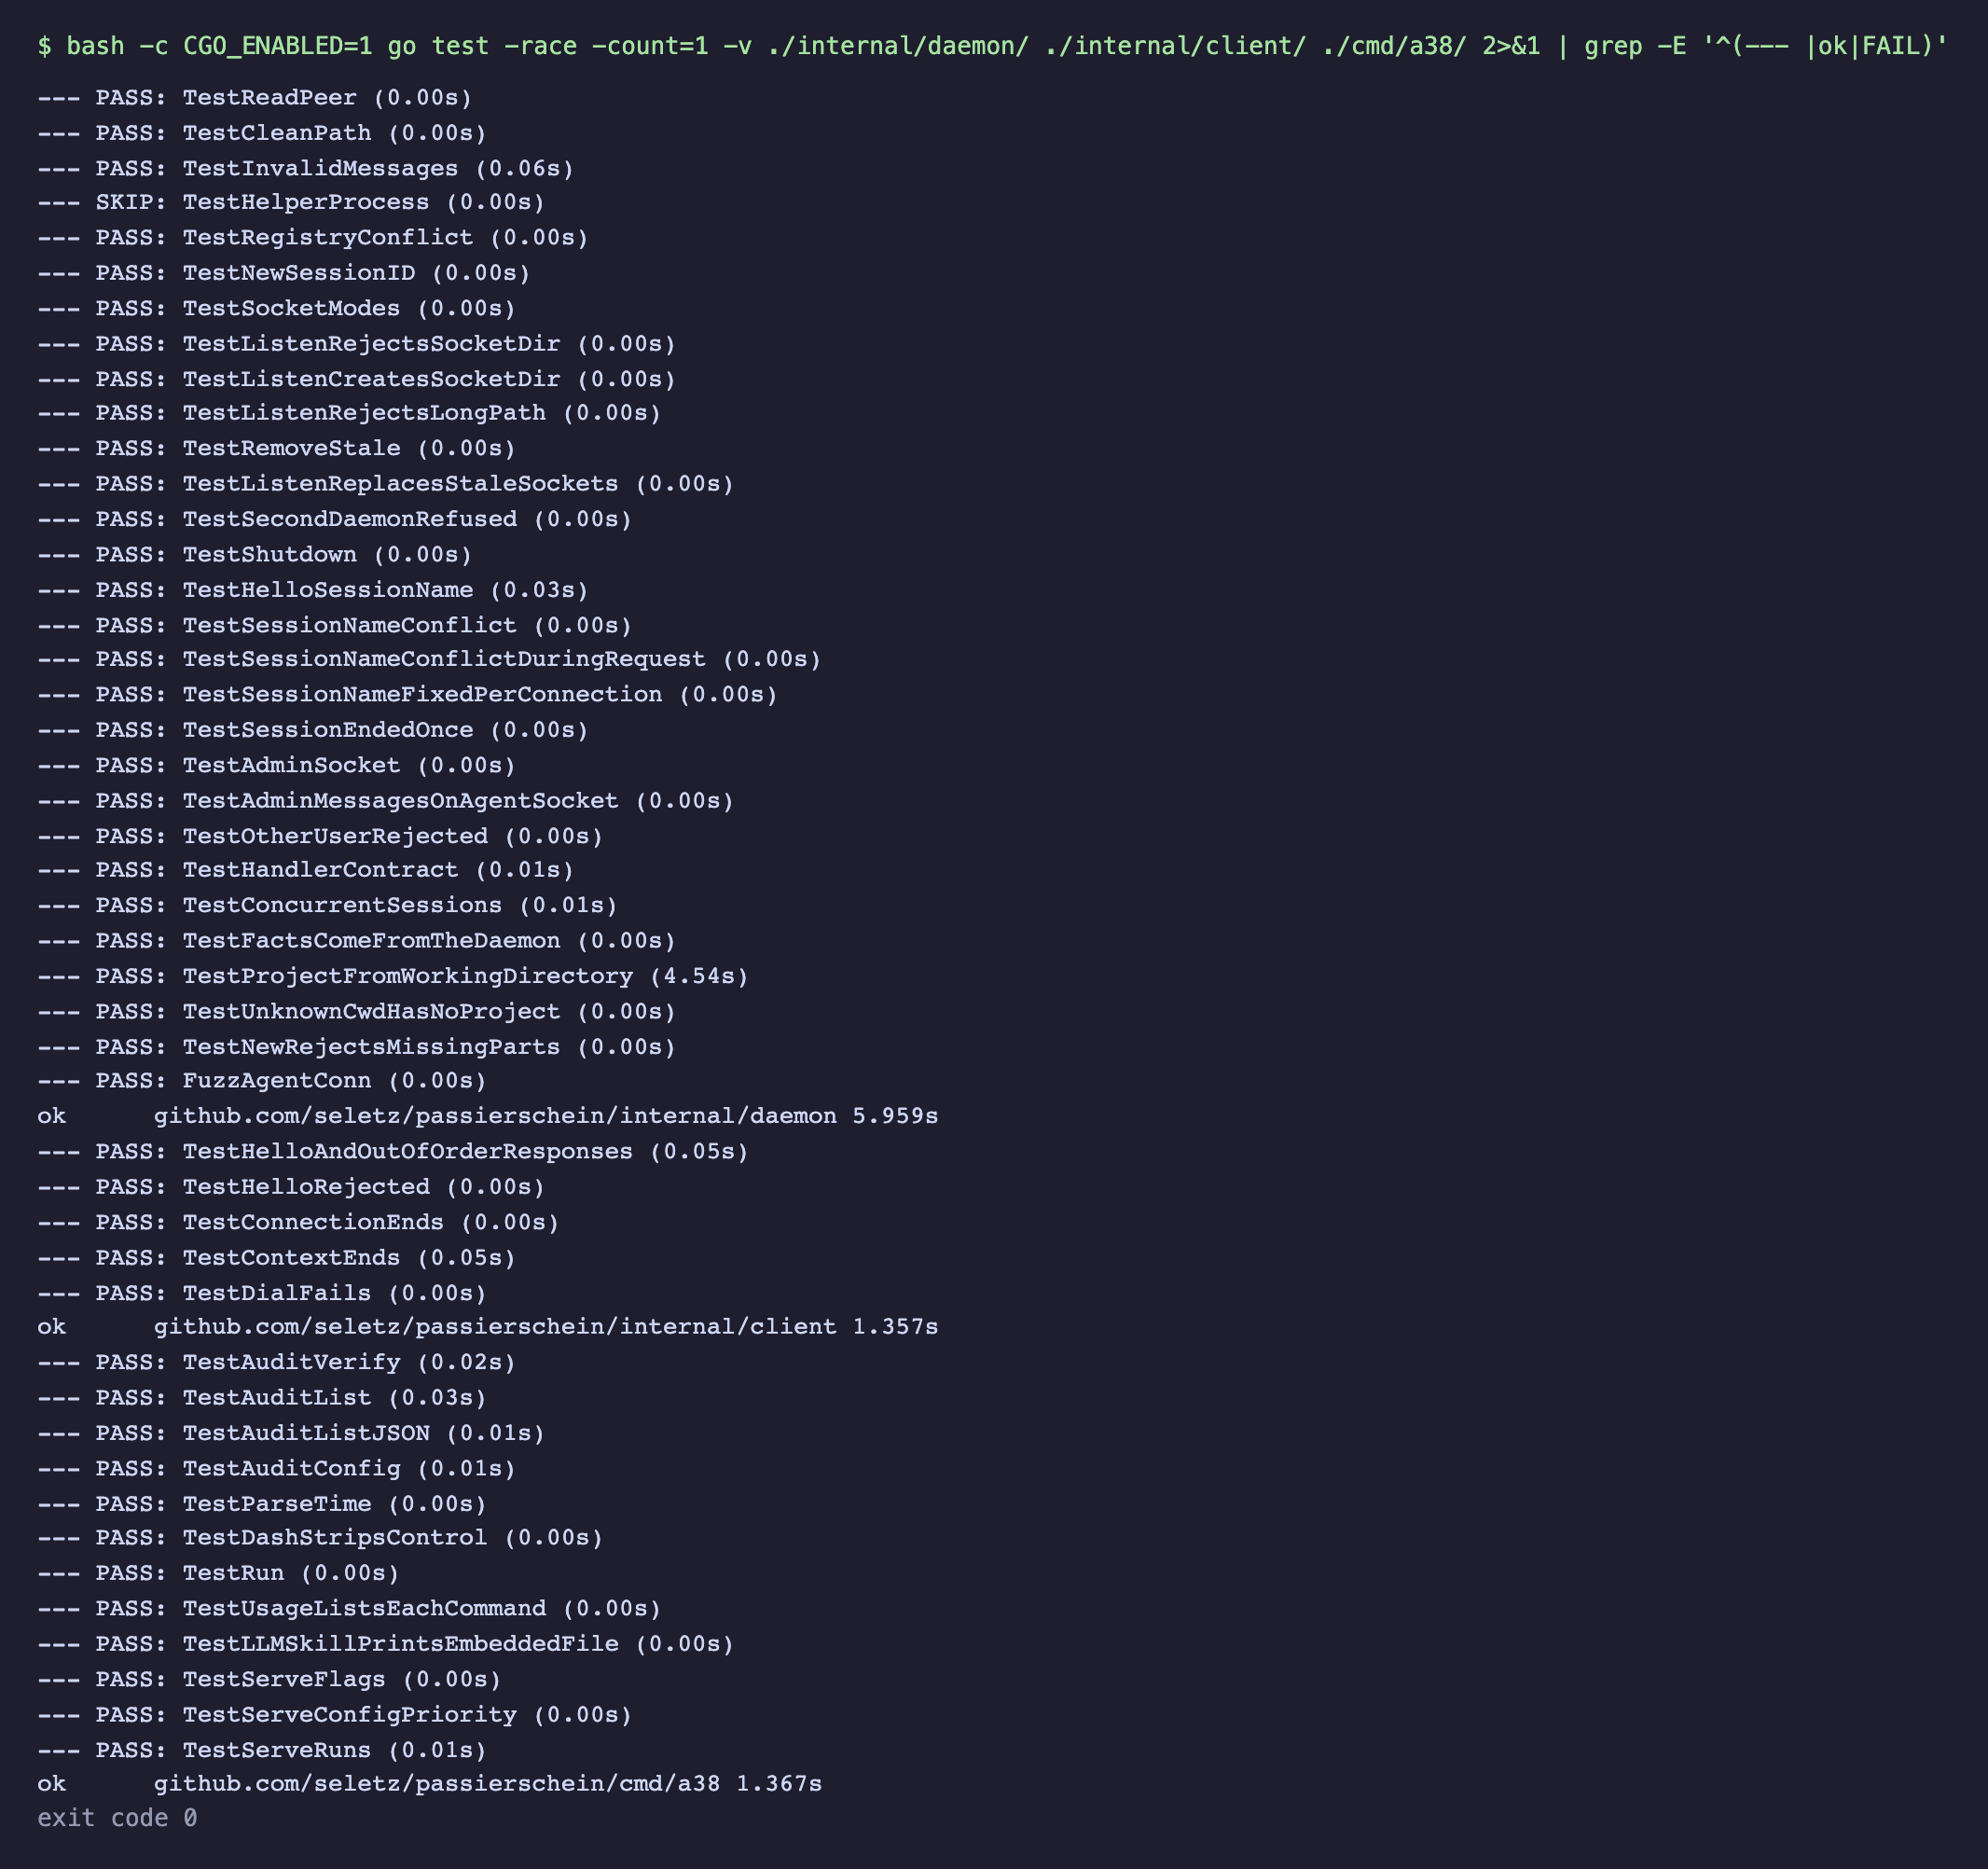 $ bash -c CGO_ENABLED=1 go test -race -count=1 -v ./internal/daemon/ ./internal/client/ ./cmd/a38/ 2>&1 | grep -E '^(--- |ok|FAIL)'
--- PASS: TestReadPeer (0.00s)
--- PASS: TestCleanPath (0.00s)
--- PASS: TestInvalidMessages (0.06s)
--- SKIP: TestHelperProcess (0.00s)
--- PASS: TestRegistryConflict (0.00s)
--- PASS: TestNewSessionID (0.00s)
--- PASS: TestSocketModes (0.00s)
--- PASS: TestListenRejectsSocketDir (0.00s)
--- PASS: TestListenCreatesSocketDir (0.00s)
--- PASS: TestListenRejectsLongPath (0.00s)
--- PASS: TestRemoveStale (0.00s)
--- PASS: TestListenReplacesStaleSockets (0.00s)
--- PASS: TestSecondDaemonRefused (0.00s)
--- PASS: TestShutdown (0.00s)
--- PASS: TestHelloSessionName (0.03s)
--- PASS: TestSessionNameConflict (0.00s)
--- PASS: TestSessionNameConflictDuringRequest (0.00s)
--- PASS: TestSessionNameFixedPerConnection (0.00s)
--- PASS: TestSessionEndedOnce (0.00s)
--- PASS: TestAdminSocket (0.00s)
--- PASS: TestAdminMessagesOnAgentSocket (0.00s)
--- PASS: TestOtherUserRejected (0.00s)
--- PASS: TestHandlerContract (0.01s)
--- PASS: TestConcurrentSessions (0.01s)
--- PASS: TestFactsComeFromTheDaemon (0.00s)
--- PASS: TestProjectFromWorkingDirectory (4.54s)
--- PASS: TestUnknownCwdHasNoProject (0.00s)
--- PASS: TestNewRejectsMissingParts (0.00s)
--- PASS: FuzzAgentConn (0.00s)
ok      github.com/seletz/passierschein/internal/daemon 5.959s
--- PASS: TestHelloAndOutOfOrderResponses (0.05s)
--- PASS: TestHelloRejected (0.00s)
--- PASS: TestConnectionEnds (0.00s)
--- PASS: TestContextEnds (0.05s)
--- PASS: TestDialFails (0.00s)
ok      github.com/seletz/passierschein/internal/client 1.357s
--- PASS: TestAuditVerify (0.02s)
--- PASS: TestAuditList (0.03s)
--- PASS: TestAuditListJSON (0.01s)
--- PASS: TestAuditConfig (0.01s)
--- PASS: TestParseTime (0.00s)
--- PASS: TestDashStripsControl (0.00s)
--- PASS: TestRun (0.00s)
--- PASS: TestUsageListsEachCommand (0.00s)
--- PASS: TestLLMSkillPrintsEmbeddedFile (0.00s)
--- PASS: TestServeFlags (0.00s)
--- PASS: TestServeConfigPriority (0.00s)
--- PASS: TestServeRuns (0.01s)
ok      github.com/seletz/passierschein/cmd/a38 1.367s
exit code 0